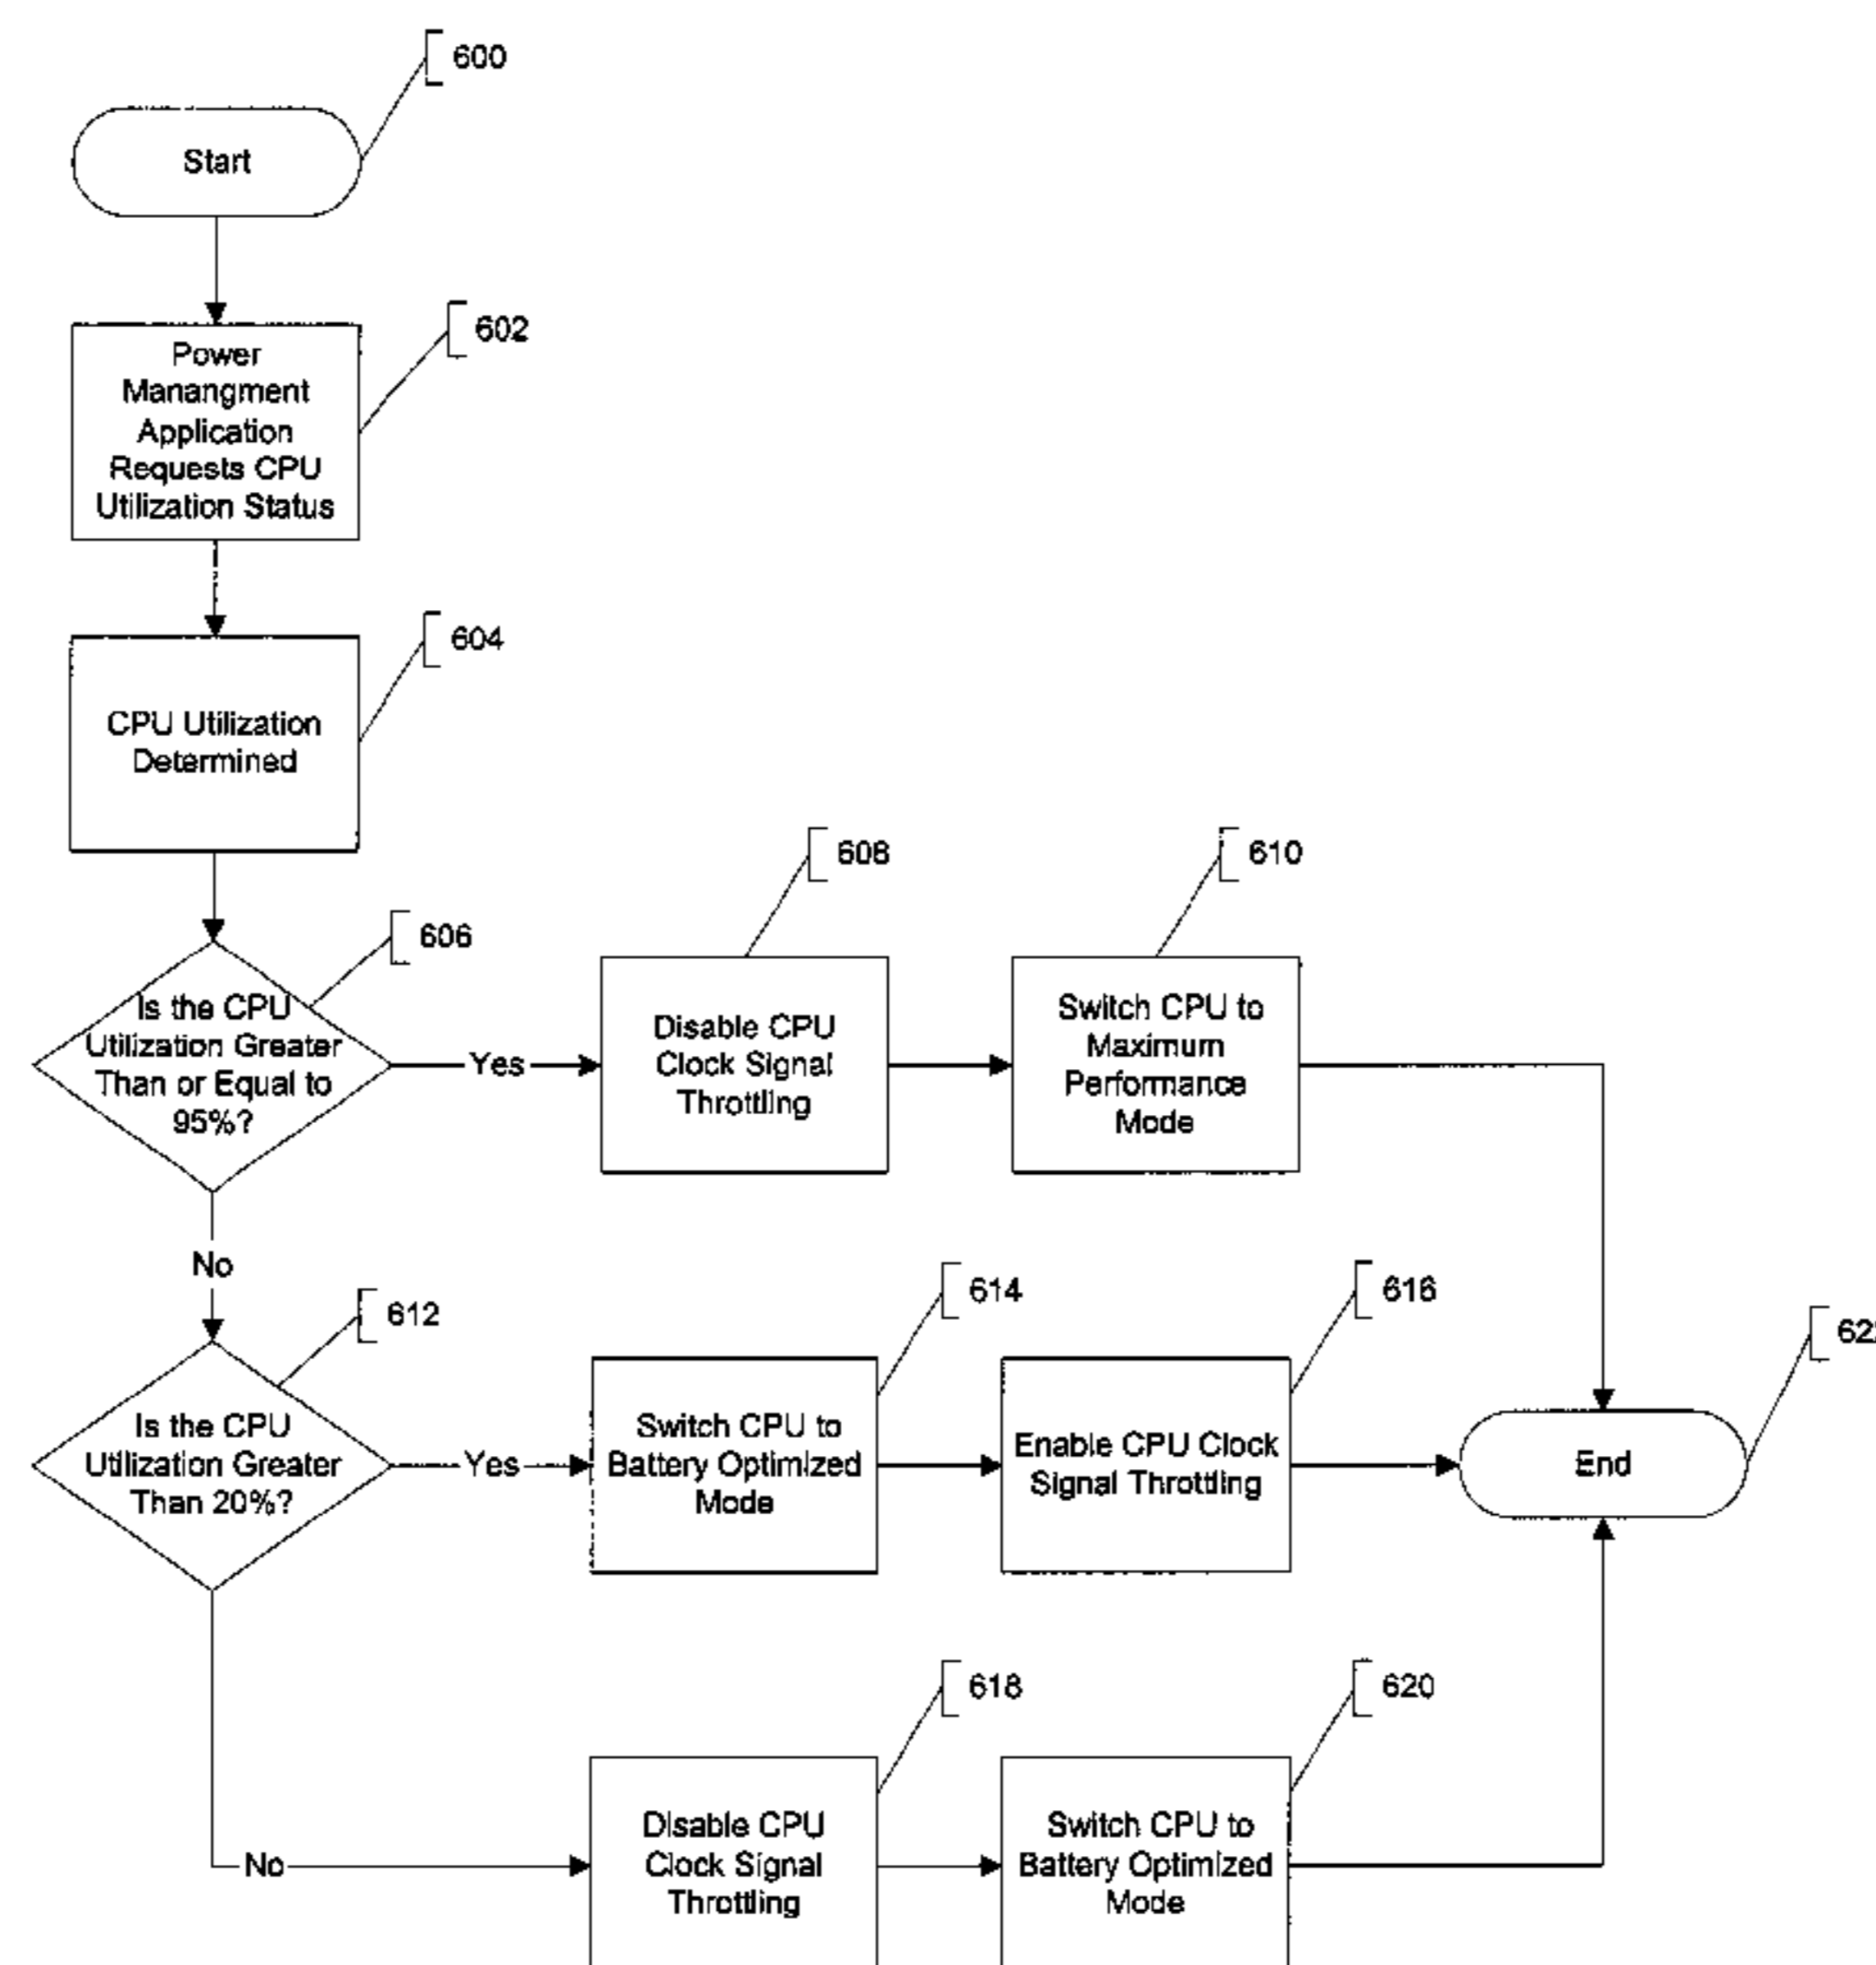 600
Start
602
Power
Manangment
Application
Requests CPU
Utilization Status
604
CPU Utilization
Determined
606
Is the CPU
Utilization Greater
Than or Equal to
95%?
Yes
608
Disable CPU
Clock Signal
Throttling
610
Switch CPU to
Maximum
Performance
Mode
No
612
Is the CPU
Utilization Greater
Than 20%?
Yes
614
Switch CPU to
Battery Optimized
Mode
616
Enable CPU Clock
Signal Throttling
End
No
618
Disable CPU
Clock Signal
Throttling
620
Switch CPU to
Battery Optimized
Mode